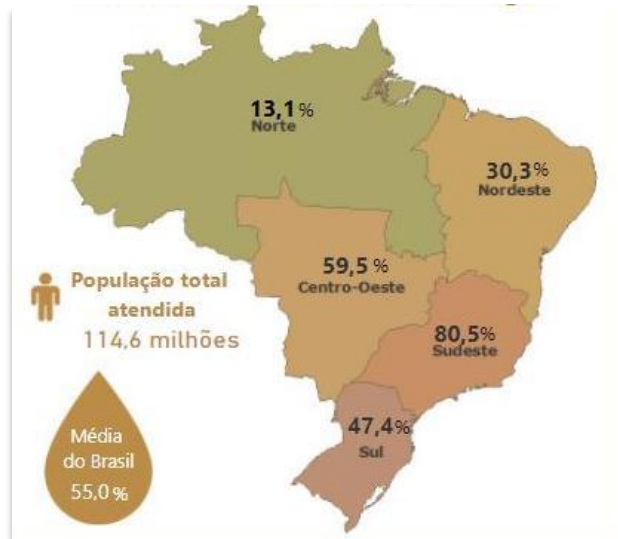 13,1%
Norte
30,3%
Nordeste
59,5 %
Centro-Oeste
80,5%
Sudeste
47,4%
Sul
População total
atendida
114,6 milhões
Média
do Brasil
55,0 %